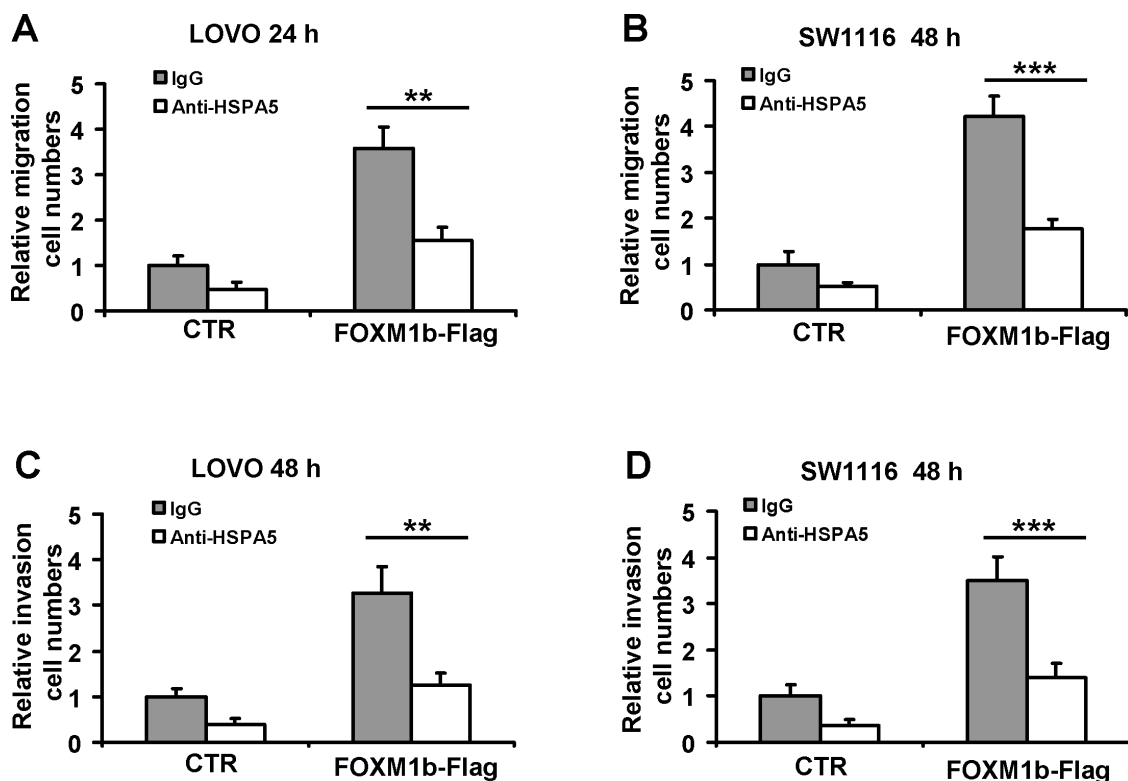 A
LOVO 24 h
IgG
Anti-HSPA5
**
Relative migration
cell numbers
5
4
3
2
1
0
CTR
FOXM1b-Flag
B
SW1116 48 h
IgG
Anti-HSPA5
***
Relative migration
cell numbers
5
4
3
2
1
0
CTR
FOXM1b-Flag
C
LOVO 48 h
IgG
Anti-HSPA5
**
Relative invasion
cell numbers
5
4
3
2
1
0
CTR
FOXM1b-Flag
D
SW1116 48 h
IgG
Anti-HSPA5
***
Relative invasion
cell numbers
5
4
3
2
1
0
CTR
FOXM1b-Flag